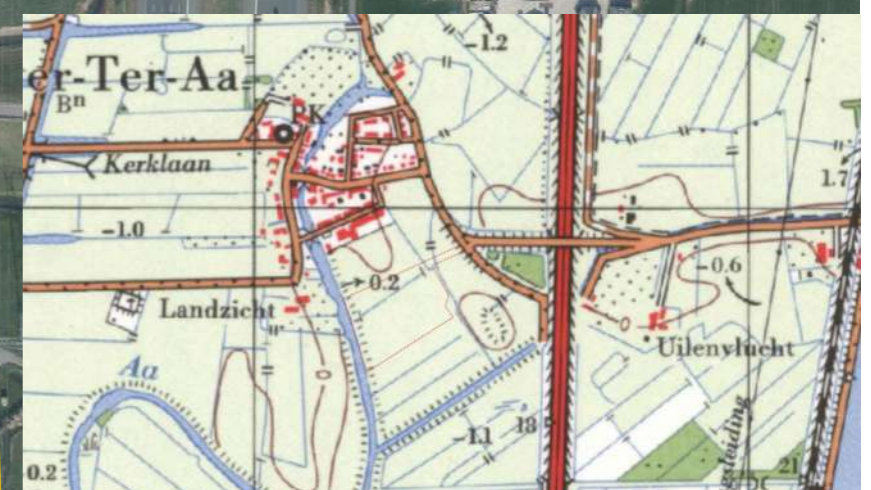 -1.2
er-Ter-Aa
Bⁿ
K
Kerklaan
1.7
-1.0
-0.6
0.2
Landzicht
Uilenvlucht
Aa
18
-1.1
21
0.2